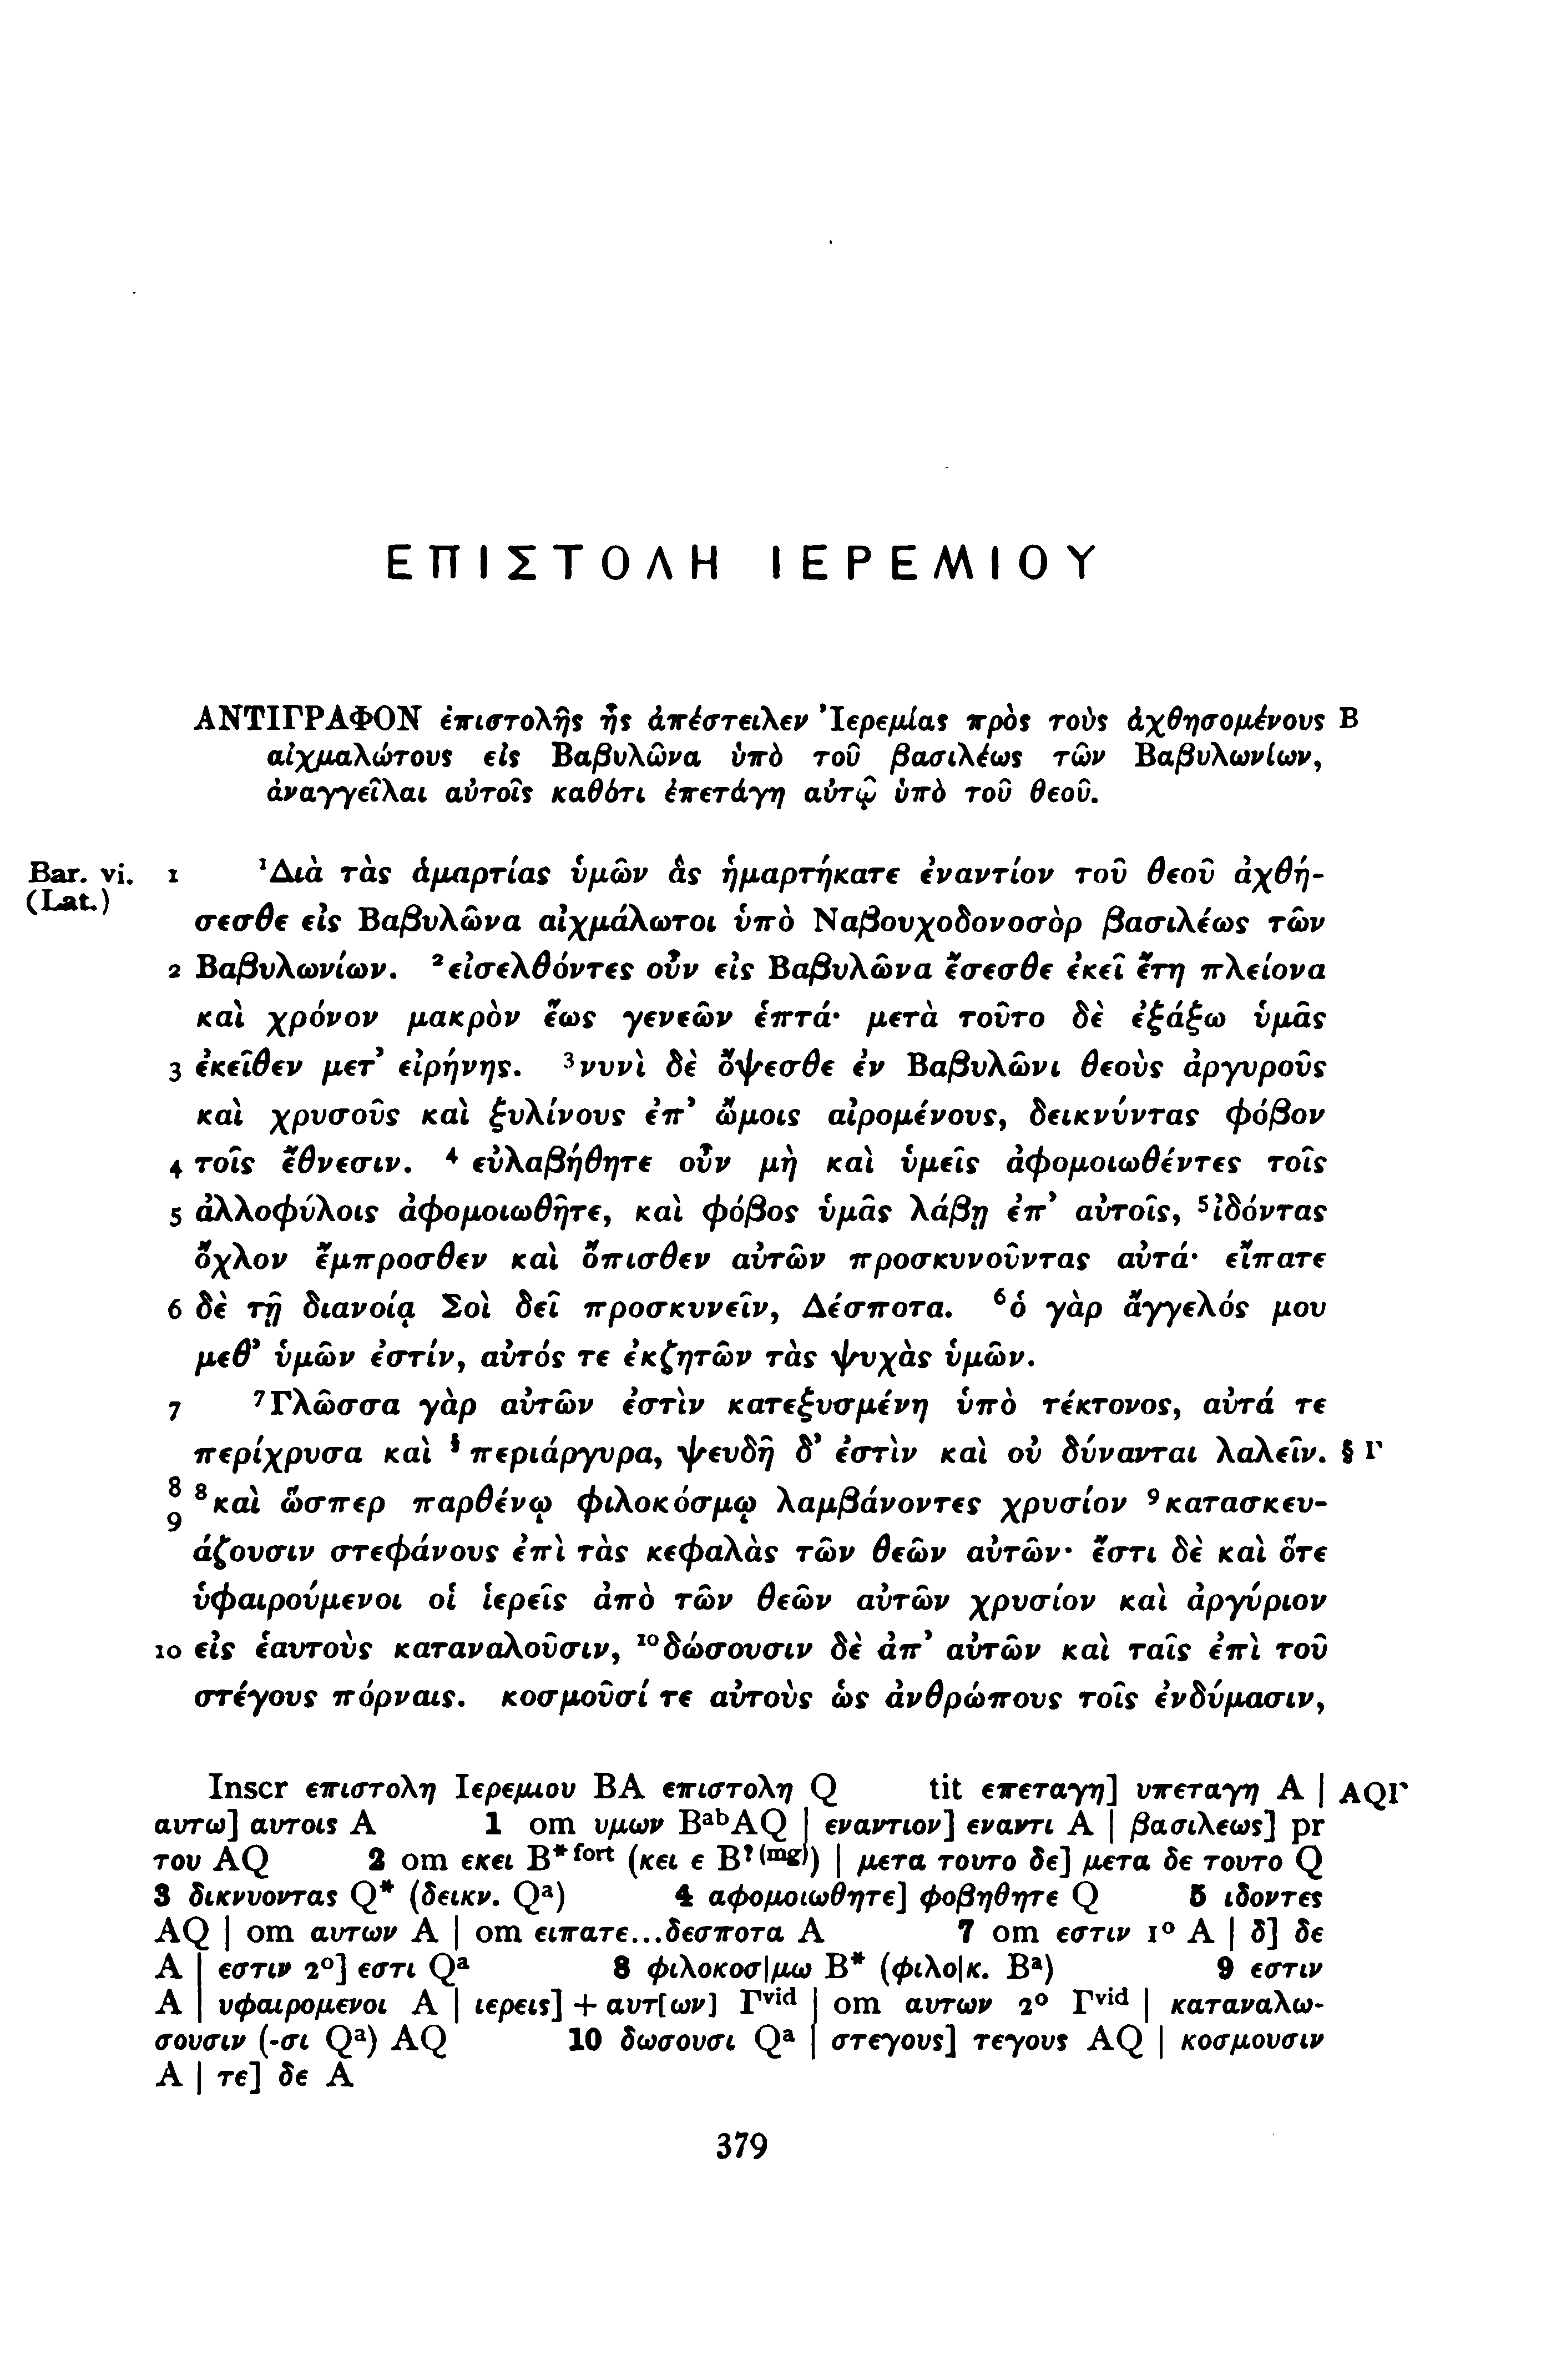 ΕΠΙΣΤΟΛΗ ΙΕΡΕΜΙΟΥ
ΑΝΤΙΓΡΑΦΟΝ ἐπιστολῆς ἧς ἀπέστειλεν Ἰερεμίας πρὸς τοὺς ἀχθησομένους Β
αἰχμαλώτους εἰς Βαβυλῶνα ὑπὸ τοῦ βασιλέως τῶν Βαβυλωνίων,
ἀναγγεῖλαι αὐτοῖς καθότι ἐπετάγη αὐτῷ ὑπὸ τοῦ θεοῦ.
Bar. vi. 1 ¹Διὰ τὰς ἁμαρτίας ὑμῶν ἃς ἡμαρτήκατε ἐναντίον τοῦ θεοῦ ἀχθή-
(Lat.) σεσθε εἰς Βαβυλῶνα αἰχμάλωτοι ὑπὸ Ναβουχοδονοσὸρ βασιλέως τῶν
2 Βαβυλωνίων. ²εἰσελθόντες οὖν εἰς Βαβυλῶνα ἔσεσθε ἐκεῖ ἔτη πλείονα
καὶ χρόνον μακρὸν ἕως γενεῶν ἑπτά· μετὰ τοῦτο δὲ ἐξάξω ὑμᾶς
3 ἐκεῖθεν μετ’ εἰρήνης. ³νυνὶ δὲ ὄψεσθε ἐν Βαβυλῶνι θεοὺς ἀργυροῦς
καὶ χρυσοῦς καὶ ξυλίνους ἐπ’ ὤμοις αἰρομένους, δεικνύντας φόβον
4 τοῖς ἔθνεσιν. ⁴ εὐλαβήθητε οὖν μὴ καὶ ὑμεῖς ἀφομοιωθέντες τοῖς
5 ἀλλοφύλοις ἀφομοιωθῆτε, καὶ φόβος ὑμᾶς λάβῃ ἐπ’ αὐτοῖς, ⁵ἰδόντας
ὄχλον ἔμπροσθεν καὶ ὄπισθεν αὐτῶν προσκυνοῦντας αὐτά· εἴπατε
6 δὲ τῇ διανοίᾳ Σοὶ δεῖ προσκυνεῖν, Δέσποτα. ⁶ὁ γὰρ ἄγγελός μου
μεθ’ ὑμῶν ἐστίν, αὐτός τε ἐκζητῶν τὰς ψυχὰς ὑμῶν.
7 ⁷Γλῶσσα γὰρ αὐτῶν ἐστὶν κατεξυσμένη ὑπὸ τέκτονος, αὐτά τε
περίχρυσα καὶ § περιάργυρα, ψευδῆ δ’ ἐστὶν καὶ οὐ δύνανται λαλεῖν. § Γ
8 ⁸καὶ ὥσπερ παρθένῳ φιλοκόσμῳ λαμβάνοντες χρυσίον ⁹κατασκευ-
9 άζουσιν στεφάνους ἐπὶ τὰς κεφαλὰς τῶν θεῶν αὐτῶν· ἔστι δὲ καὶ ὅτε
ὑφαιρούμενοι οἱ ἱερεῖς ἀπὸ τῶν θεῶν αὐτῶν χρυσίον καὶ ἀργύριον
10 εἰς ἑαυτοὺς καταναλοῦσιν, ¹⁰δώσουσιν δὲ ἀπ’ αὐτῶν καὶ ταῖς ἐπὶ τοῦ
στέγους πόρναις. κοσμοῦσί τε αὐτοὺς ὡς ἀνθρώπους τοῖς ἐνδύμασιν,
Inscr επιστολη Ιερεμιου ΒΑ επιστολη Q tit επεταγη] υπεταγη Α | AQΓ
αυτω] αυτοις Α 1 om υμων BᵃᵇAQ | εναντιον] εναντι Α | βασιλεως] pr
του AQ 2 om εκει B*ᶠᵒʳᵗ (κει ε B?⁽ᵐᵍ⁾) | μετα τουτο δε] μετα δε τουτο Q
3 δικνυοντας Q* (δεικν. Qᵃ) 4 αφομοιωθητε] φοβηθητε Q 5 ιδοντες
AQ | om αυτων Α | om ειπατε...δεσποτα Α 7 om εστιν 1° Α | δ] δε
Α | εστιν 2°] εστι Qᵃ 8 φιλοκοσ|μω B* (φιλο|κ. Bᵃ) 9 εστιν
Α | υφαιρομενοι Α | ιερεις] + αυτ[ων] Γᵛⁱᵈ | om αυτων 2° Γᵛⁱᵈ | καταναλω-
σουσιν (-σι Qᵃ) AQ 10 δωσουσι Qᵃ | στεγους] τεγους AQ | κοσμουσιν
Α | τε] δε Α
379